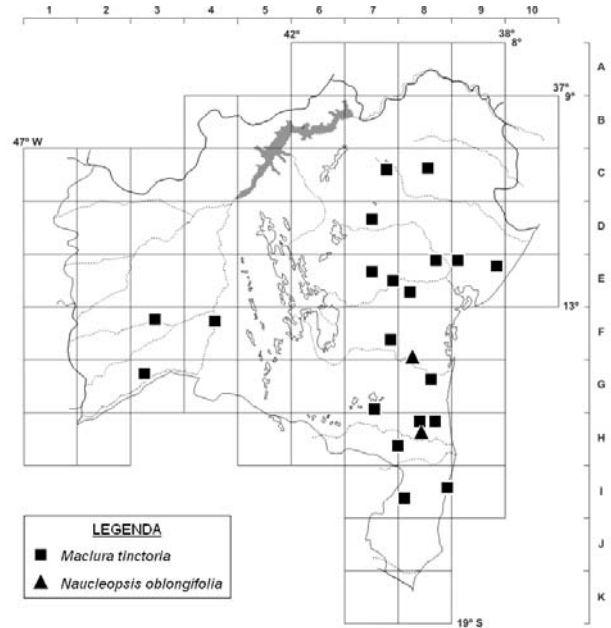 1 2 3 4 5 6 7 8 9 10
42° 38°
8°
A
37°
9°
B
47° W
C
D
E
13°
F
G
H
I
J
K
19° S
LEGENDA
Maclura tinctoria
Naucleopsis oblongifolia